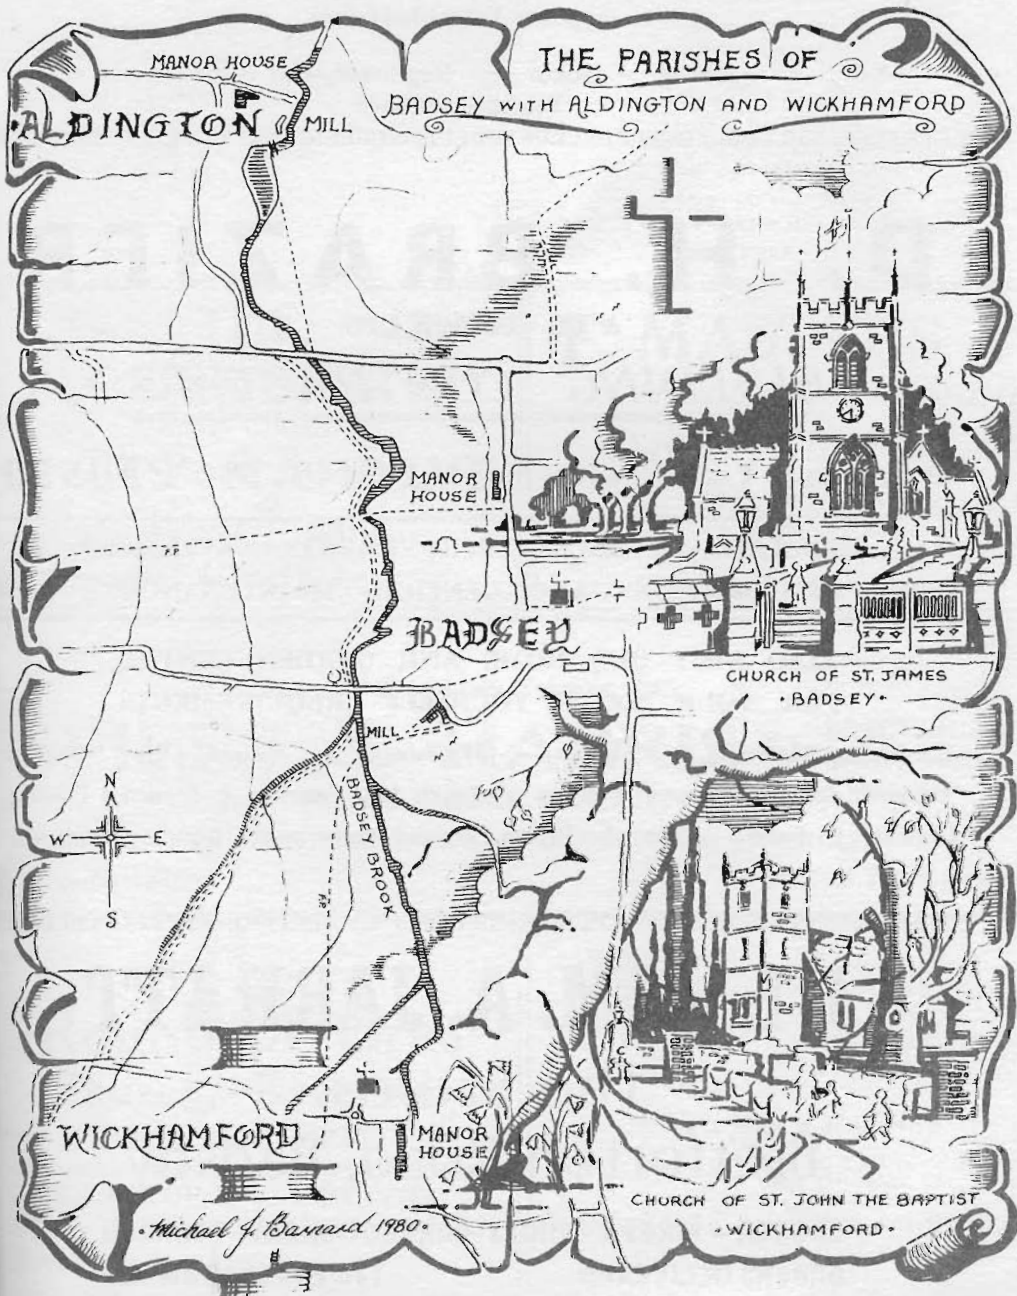 THE PARISHES OF
BADSEY WITH ALDINGTON AND WICKHAMFORD
MANOR HOUSE
ALDINGTON
MILL
MANOR
HOUSE
F.P.
BADSEY
CHURCH OF ST. JAMES
· BADSEY ·
MILL
BADSEY BROOK
N
W E
S
F.P.
WICKHAMFORD
MANOR
HOUSE
CHURCH OF ST. JOHN THE BAPTIST
· WICKHAMFORD ·
· Michael J. Barnard 1980 ·